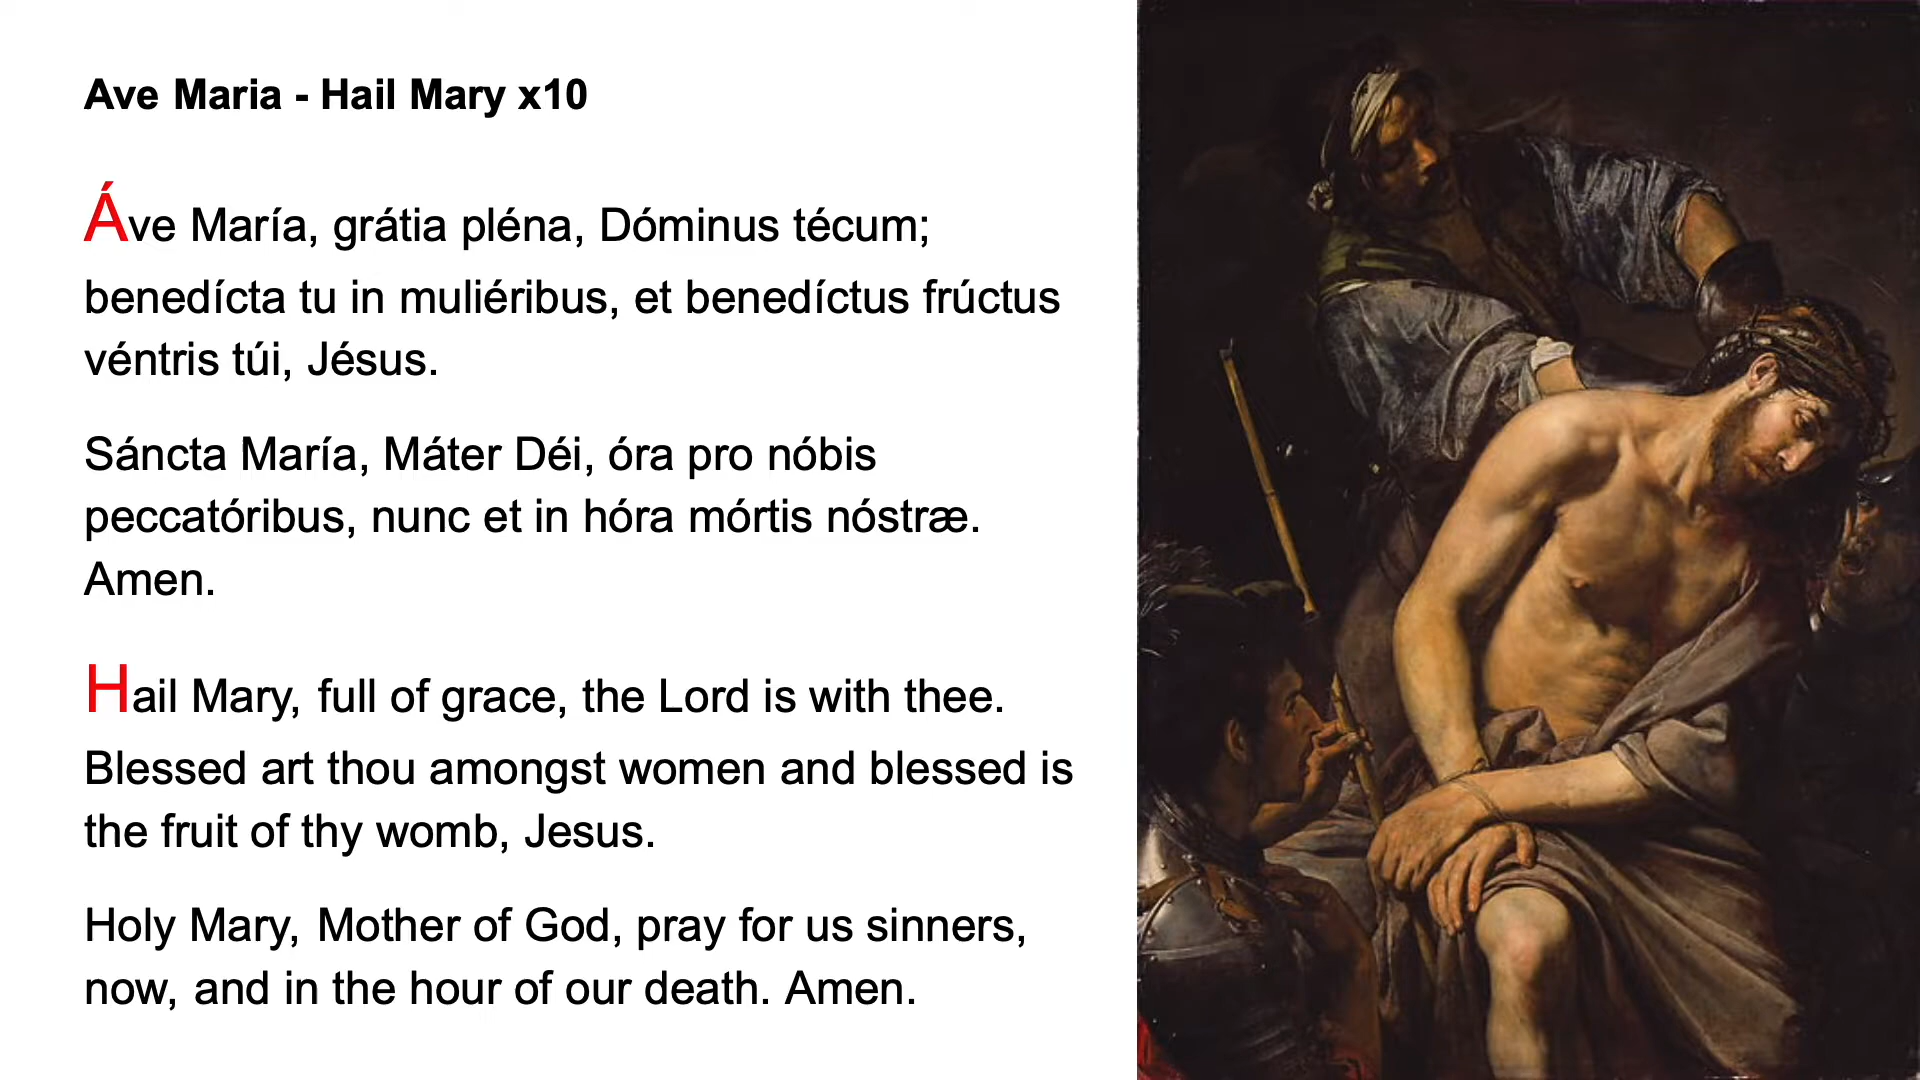 Ave Maria - Hail Mary x10
Áve María, grátia pléna, Dóminus técum;
benedícta tu in muliéribus, et benedíctus frúctus
véntris túi, Jésus.
Sáncta María, Máter Déi, óra pro nóbis
peccatóribus, nunc et in hóra mórtis nóstræ.
Amen.
Hail Mary, full of grace, the Lord is with thee.
Blessed art thou amongst women and blessed is
the fruit of thy womb, Jesus.
Holy Mary, Mother of God, pray for us sinners,
now, and in the hour of our death. Amen.